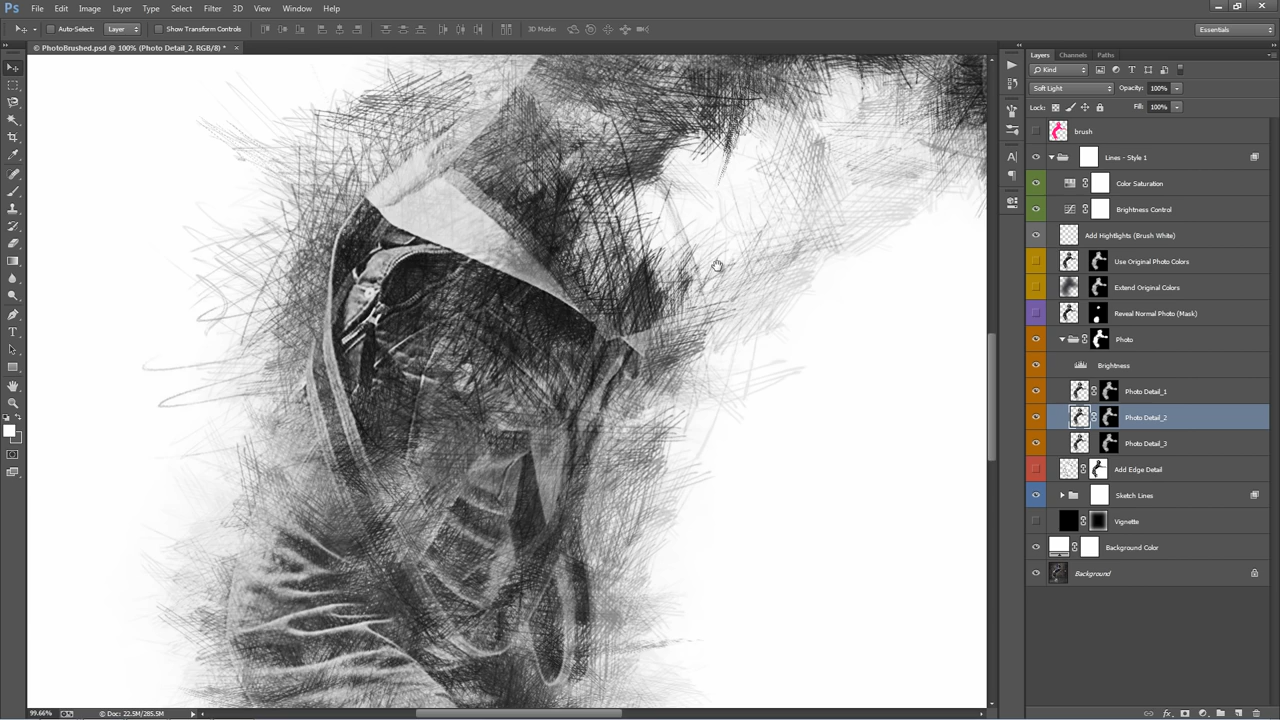 Ps File Edit Image Layer Type Select Filter 3D View Window Help
Auto-Select: Layer Show Transform Controls 3D Mode: Essentials
© PhotoBrushed.psd @ 100% (Photo Detail_2, RGB/8) * ×
Layers Channels Paths
Kind
Soft Light Opacity: 100%
Lock: Fill: 100%
brush
Lines - Style 1
Color Saturation
Brightness Control
Add Hightlights (Brush White)
Use Original Photo Colors
Extend Original Colors
Reveal Normal Photo (Mask)
Photo
Brightness
Photo Detail_1
Photo Detail_2
Photo Detail_3
Add Edge Detail
Sketch Lines
Vignette
Background Color
Background
99.66% © Doc: 22.5M/285.5M